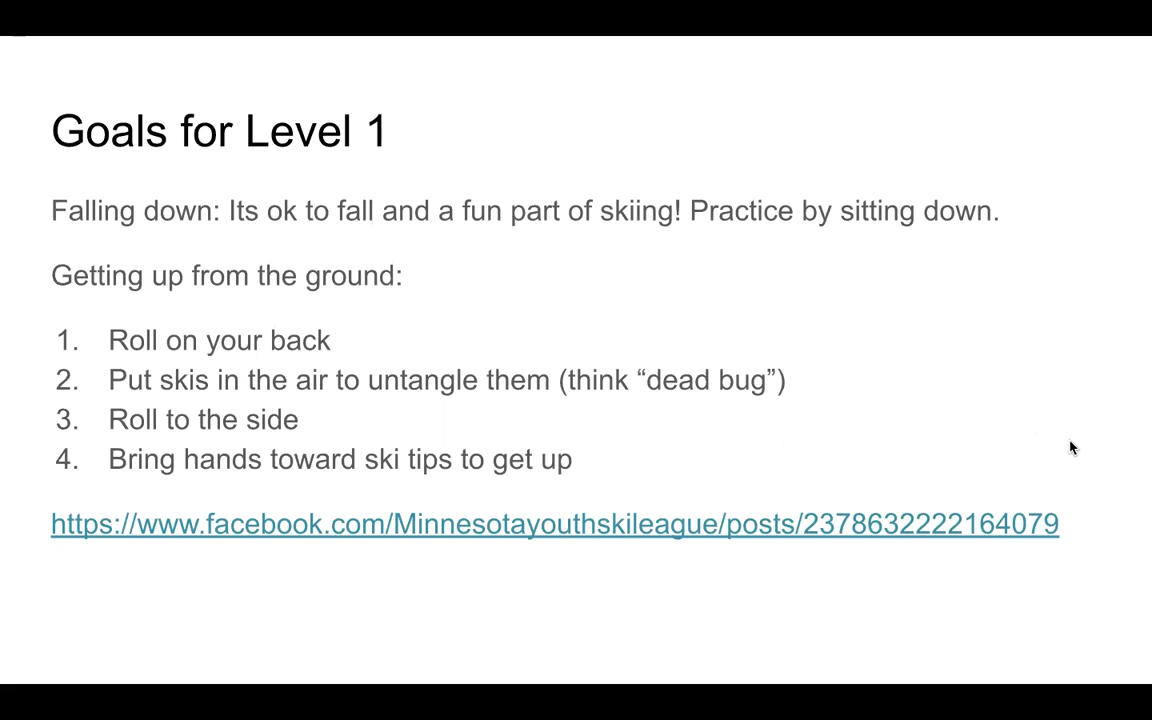 Goals for Level 1
Falling down: Its ok to fall and a fun part of skiing! Practice by sitting down.
Getting up from the ground:
1. Roll on your back
2. Put skis in the air to untangle them (think “dead bug”)
3. Roll to the side
4. Bring hands toward ski tips to get up
https://www.facebook.com/Minnesotayouthskileague/posts/2378632222164079